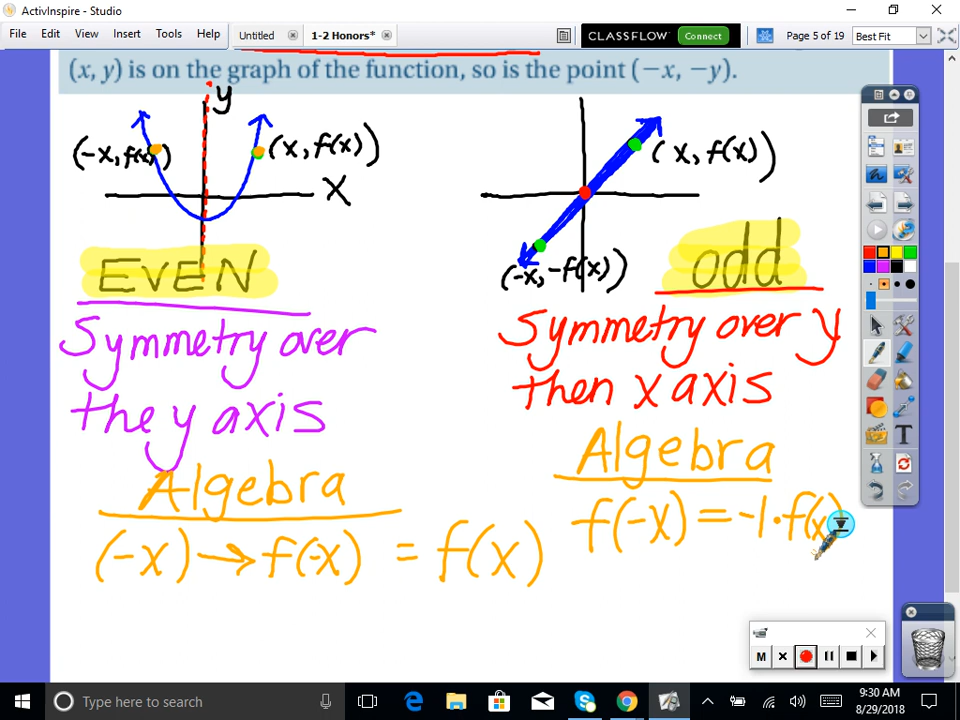 ActivInspire - Studio
File Edit View Insert Tools Help Untitled 1-2 Honors* CLASSFLOW Connect Page 5 of 19 Best Fit
(x, y) is on the graph of the function, so is the point (−x, −y).
y
(-x, f(x)) (x, f(x))
x
(x, f(x))
(-x, -f(x))
EVEN
Symmetry over
the y axis
Algebra
(-x) → f(-x) = f(x)
odd
Symmetry over y
then x axis
Algebra
f(-x) = -1·f(x)
T
M
Type here to search
9:30 AM
8/29/2018